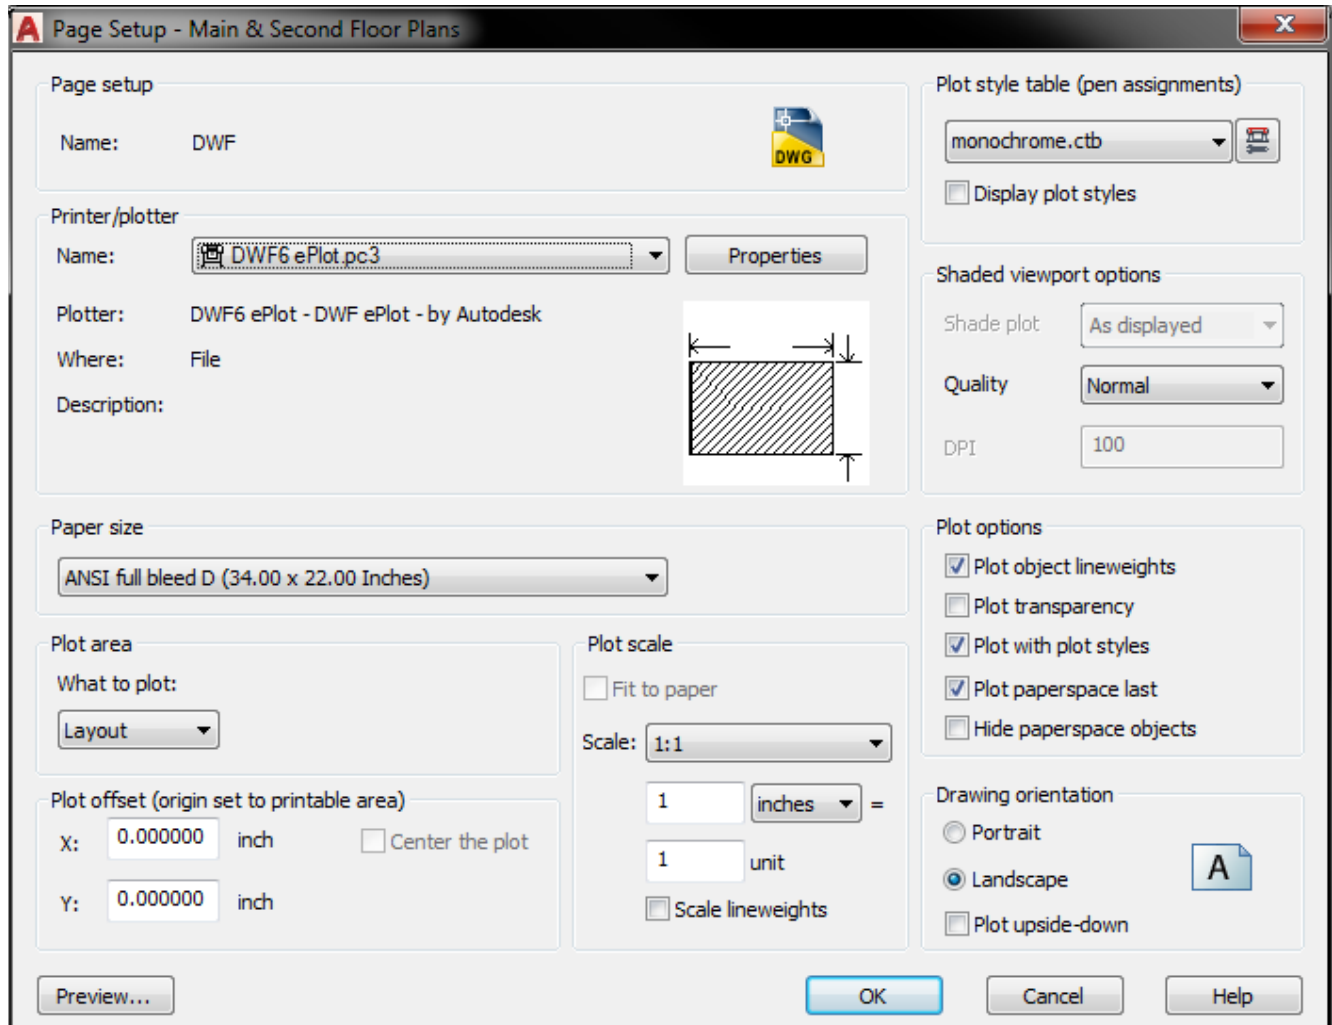 Page Setup - Main & Second Floor Plans
Page setup
Name: DWF
DWG
Printer/plotter
Name: DWF6 ePlot.pc3 Properties
Plotter: DWF6 ePlot - DWF ePlot - by Autodesk
Where: File
Description:
Paper size
ANSI full bleed D (34.00 x 22.00 Inches)
Plot area
What to plot:
Layout
Plot offset (origin set to printable area)
X: 0.000000 inch Center the plot
Y: 0.000000 inch
Plot scale
Fit to paper
Scale: 1:1
1 inches =
1 unit
Scale lineweights
Plot style table (pen assignments)
monochrome.ctb
Display plot styles
Shaded viewport options
Shade plot As displayed
Quality Normal
DPI 100
Plot options
Plot object lineweights
Plot transparency
Plot with plot styles
Plot paperspace last
Hide paperspace objects
Drawing orientation
Portrait
Landscape
A
Plot upside-down
Preview... OK Cancel Help